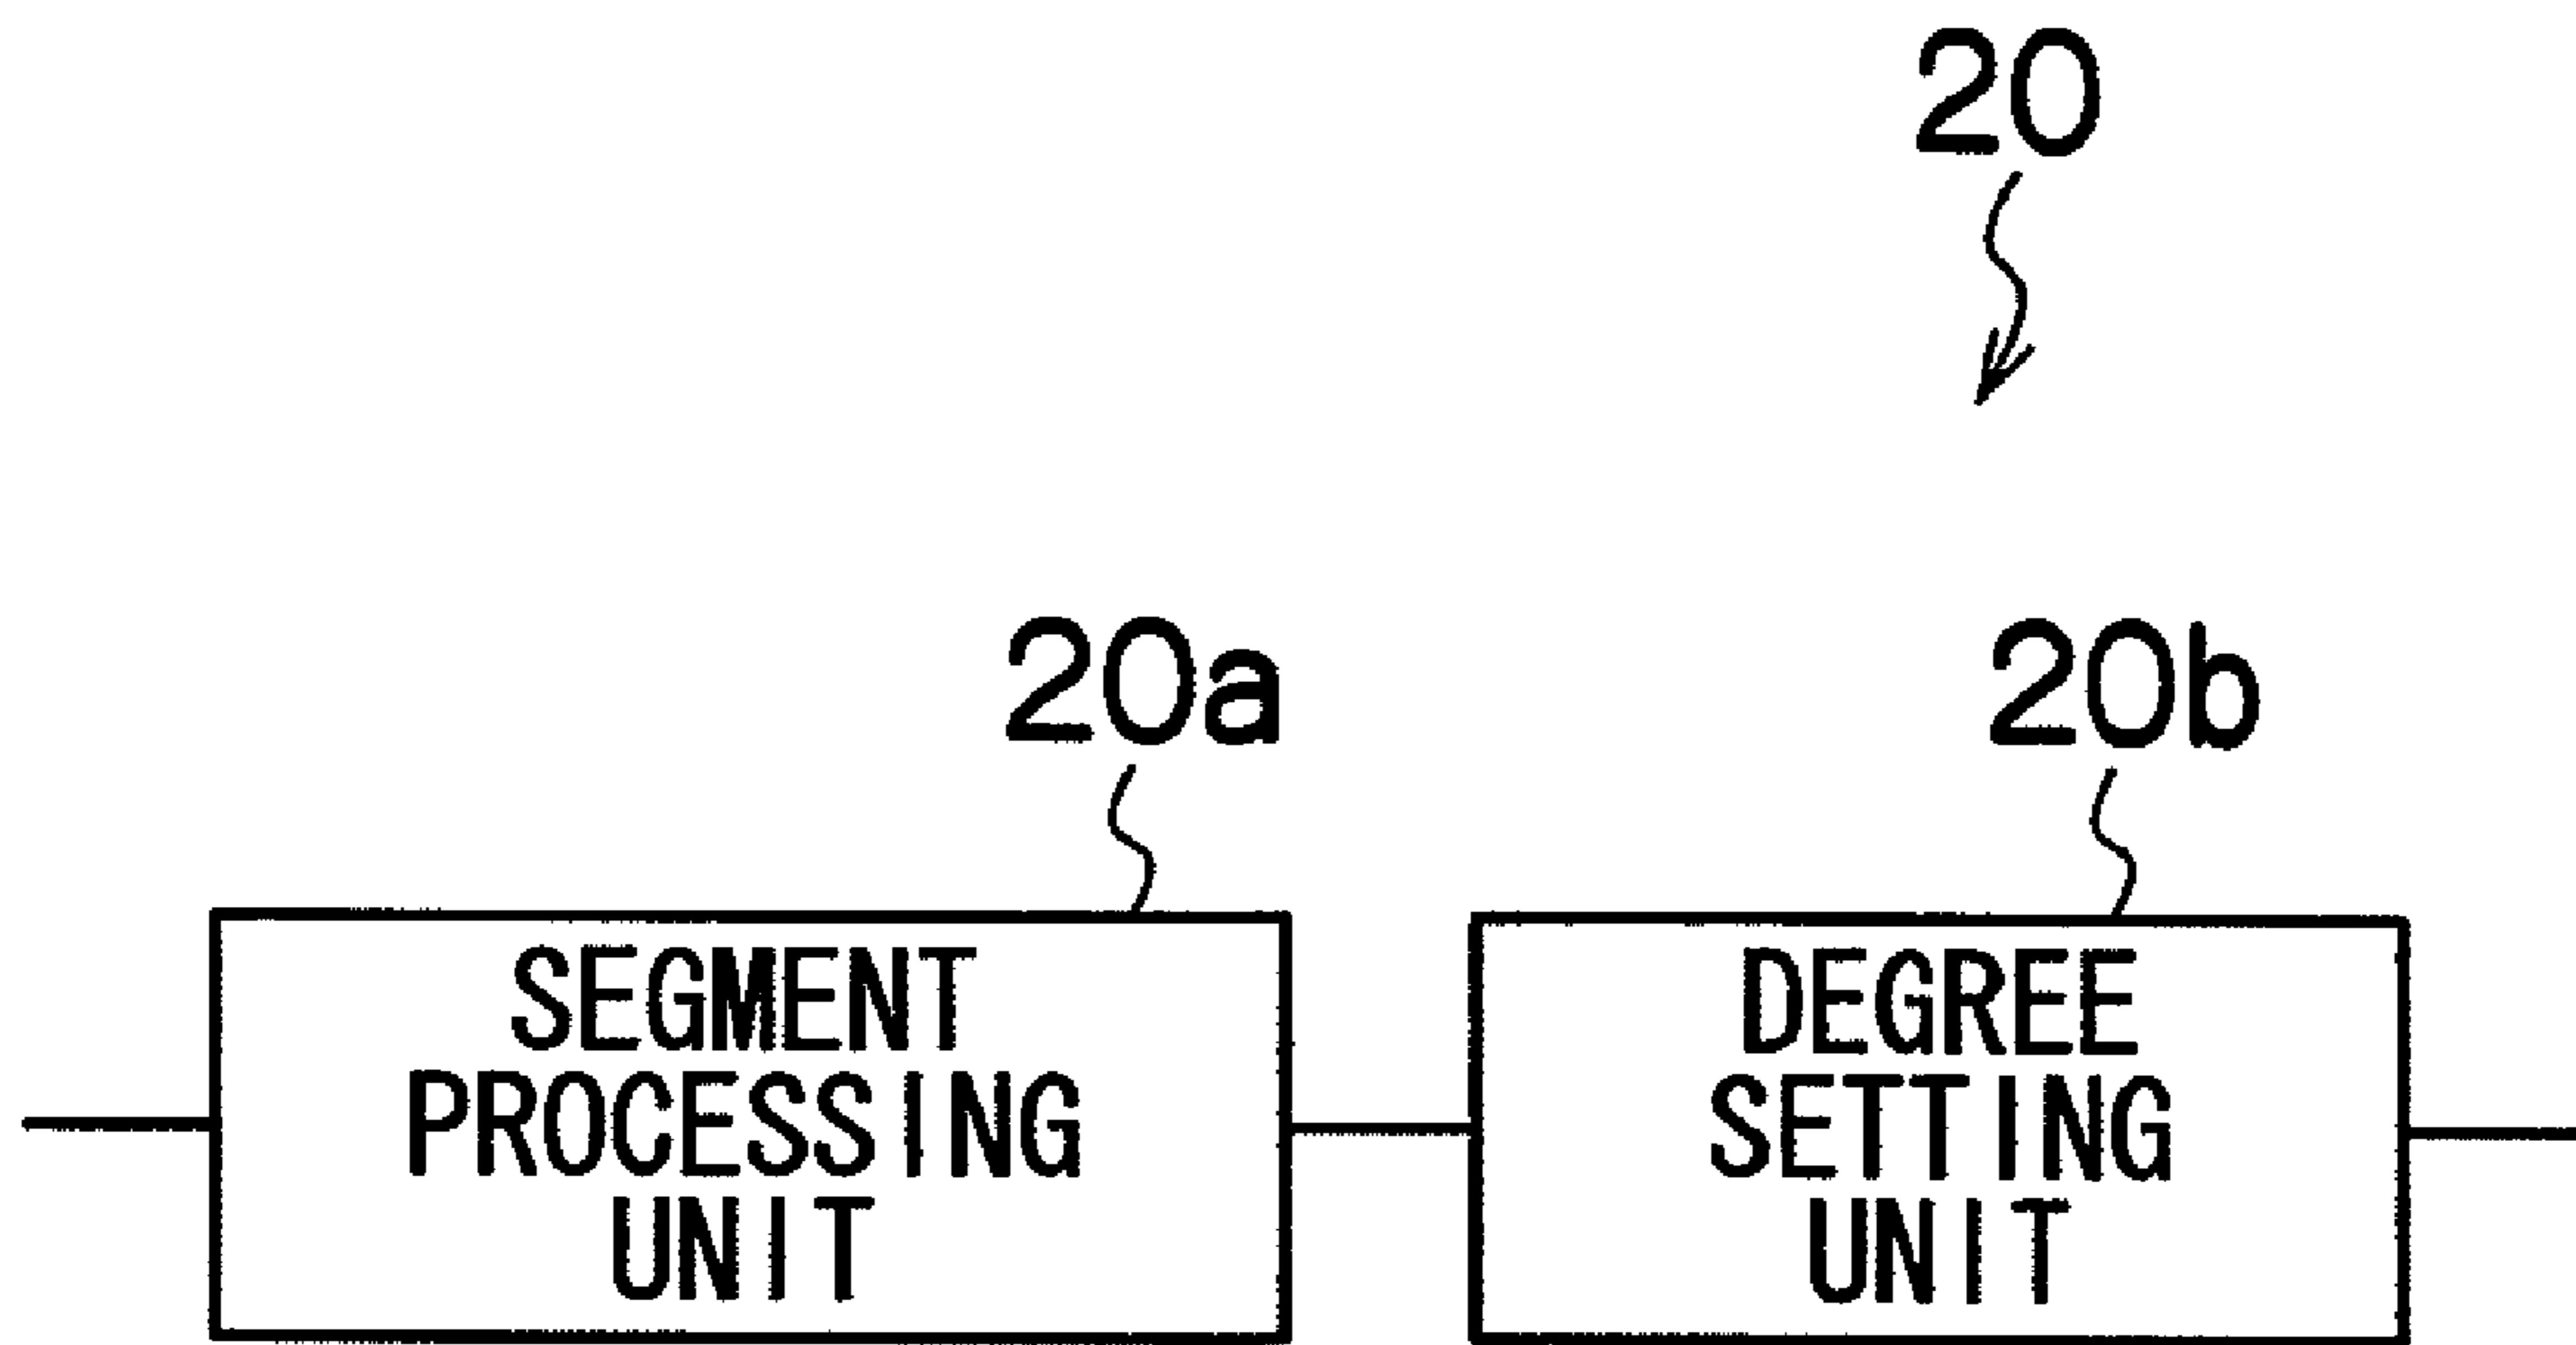 20
20a
20b
SEGMENT
PROCESSING
UNIT
DEGREE
SETTING
UNIT